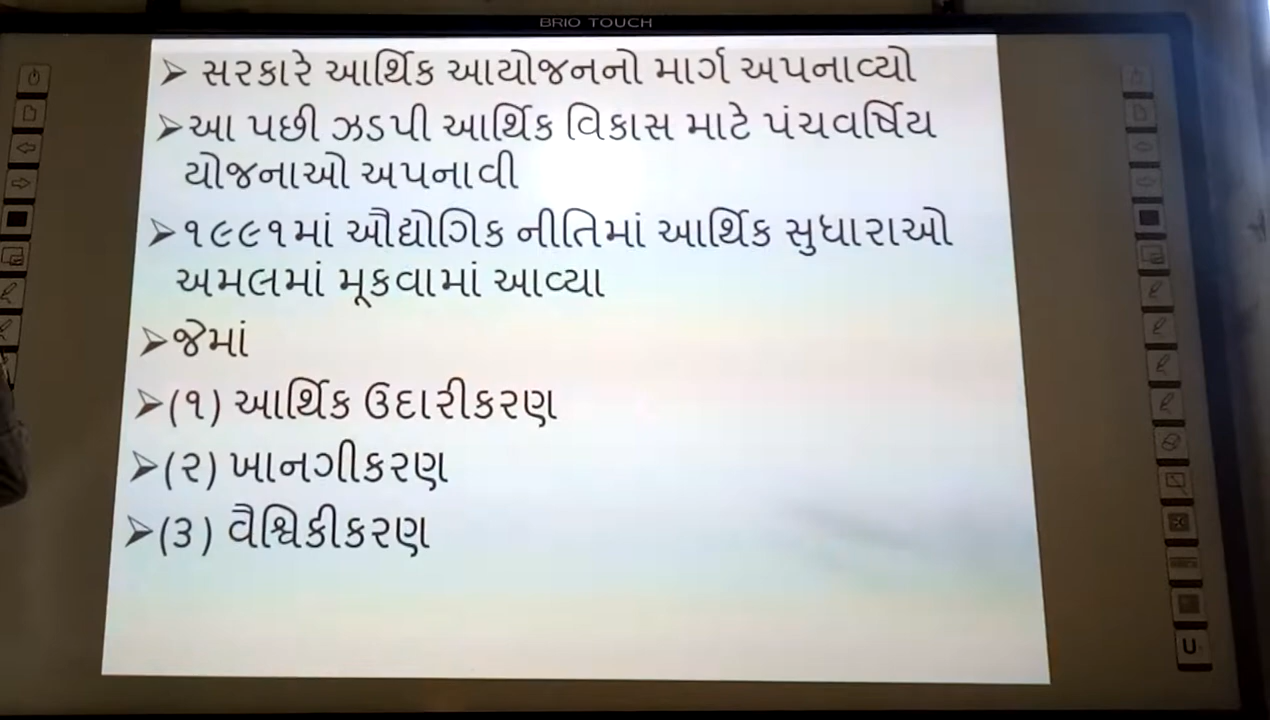 BRIO TOUCH
➢ સરકારે આર્થિક આયોજનનો માર્ગ અપનાવ્યો
➢આ પછી ઝડપી આર્થિક વિકાસ માટે પંચવર્ષિય
યોજનાઓ અપનાવી
➢૧૯૯૧માં ઔદ્યોગિક નીતિમાં આર્થિક સુધારાઓ
અમલમાં મૂકવામાં આવ્યા
➢જેમાં
➢(૧) આર્થિક ઉદારીકરણ
➢(૨) ખાનગીકરણ
➢(૩) વૈશ્વિકીકરણ